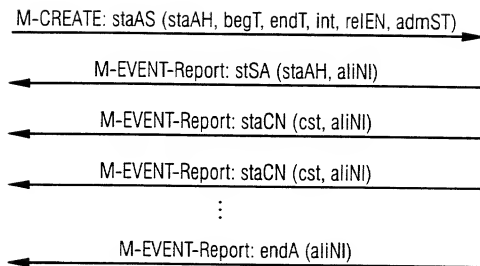 M-CREATE: staAS (staAH, begT, endT, int, relEN, admST)
M-EVENT-Report: stSA (staAH, aliNI)
M-EVENT-Report: staCN (cst, aliNI)
M-EVENT-Report: staCN (cst, aliNI)
⋮
M-EVENT-Report: endA (aliNI)